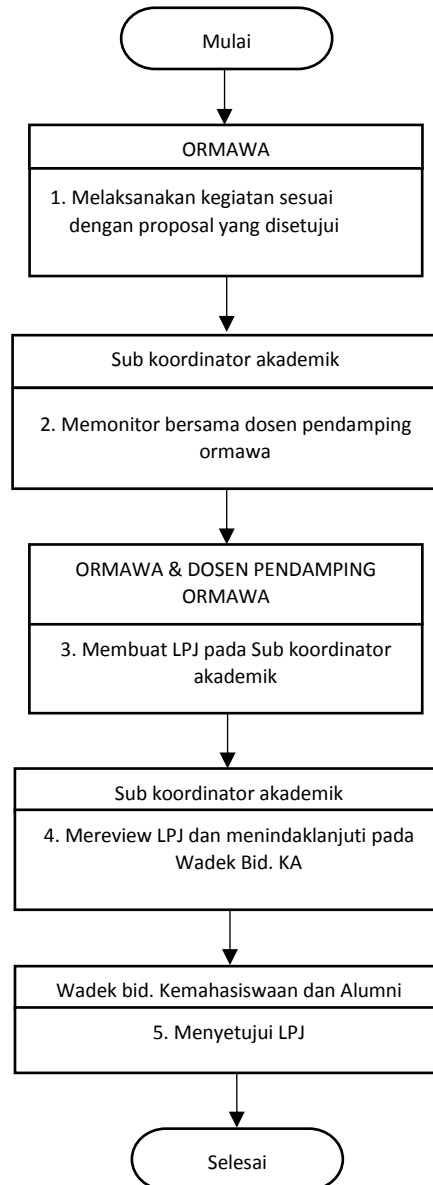 Mulai
ORMAWA
1. Melaksanakan kegiatan sesuai
dengan proposal yang disetujui
Sub koordinator akademik
2. Memonitor bersama dosen pendamping
ormawa
ORMAWA & DOSEN PENDAMPING
ORMAWA
3. Membuat LPJ pada Sub koordinator
akademik
Sub koordinator akademik
4. Mereview LPJ dan menindaklanjuti pada
Wadek Bid. KA
Wadek bid. Kemahasiswaan dan Alumni
5. Menyetujui LPJ
Selesai